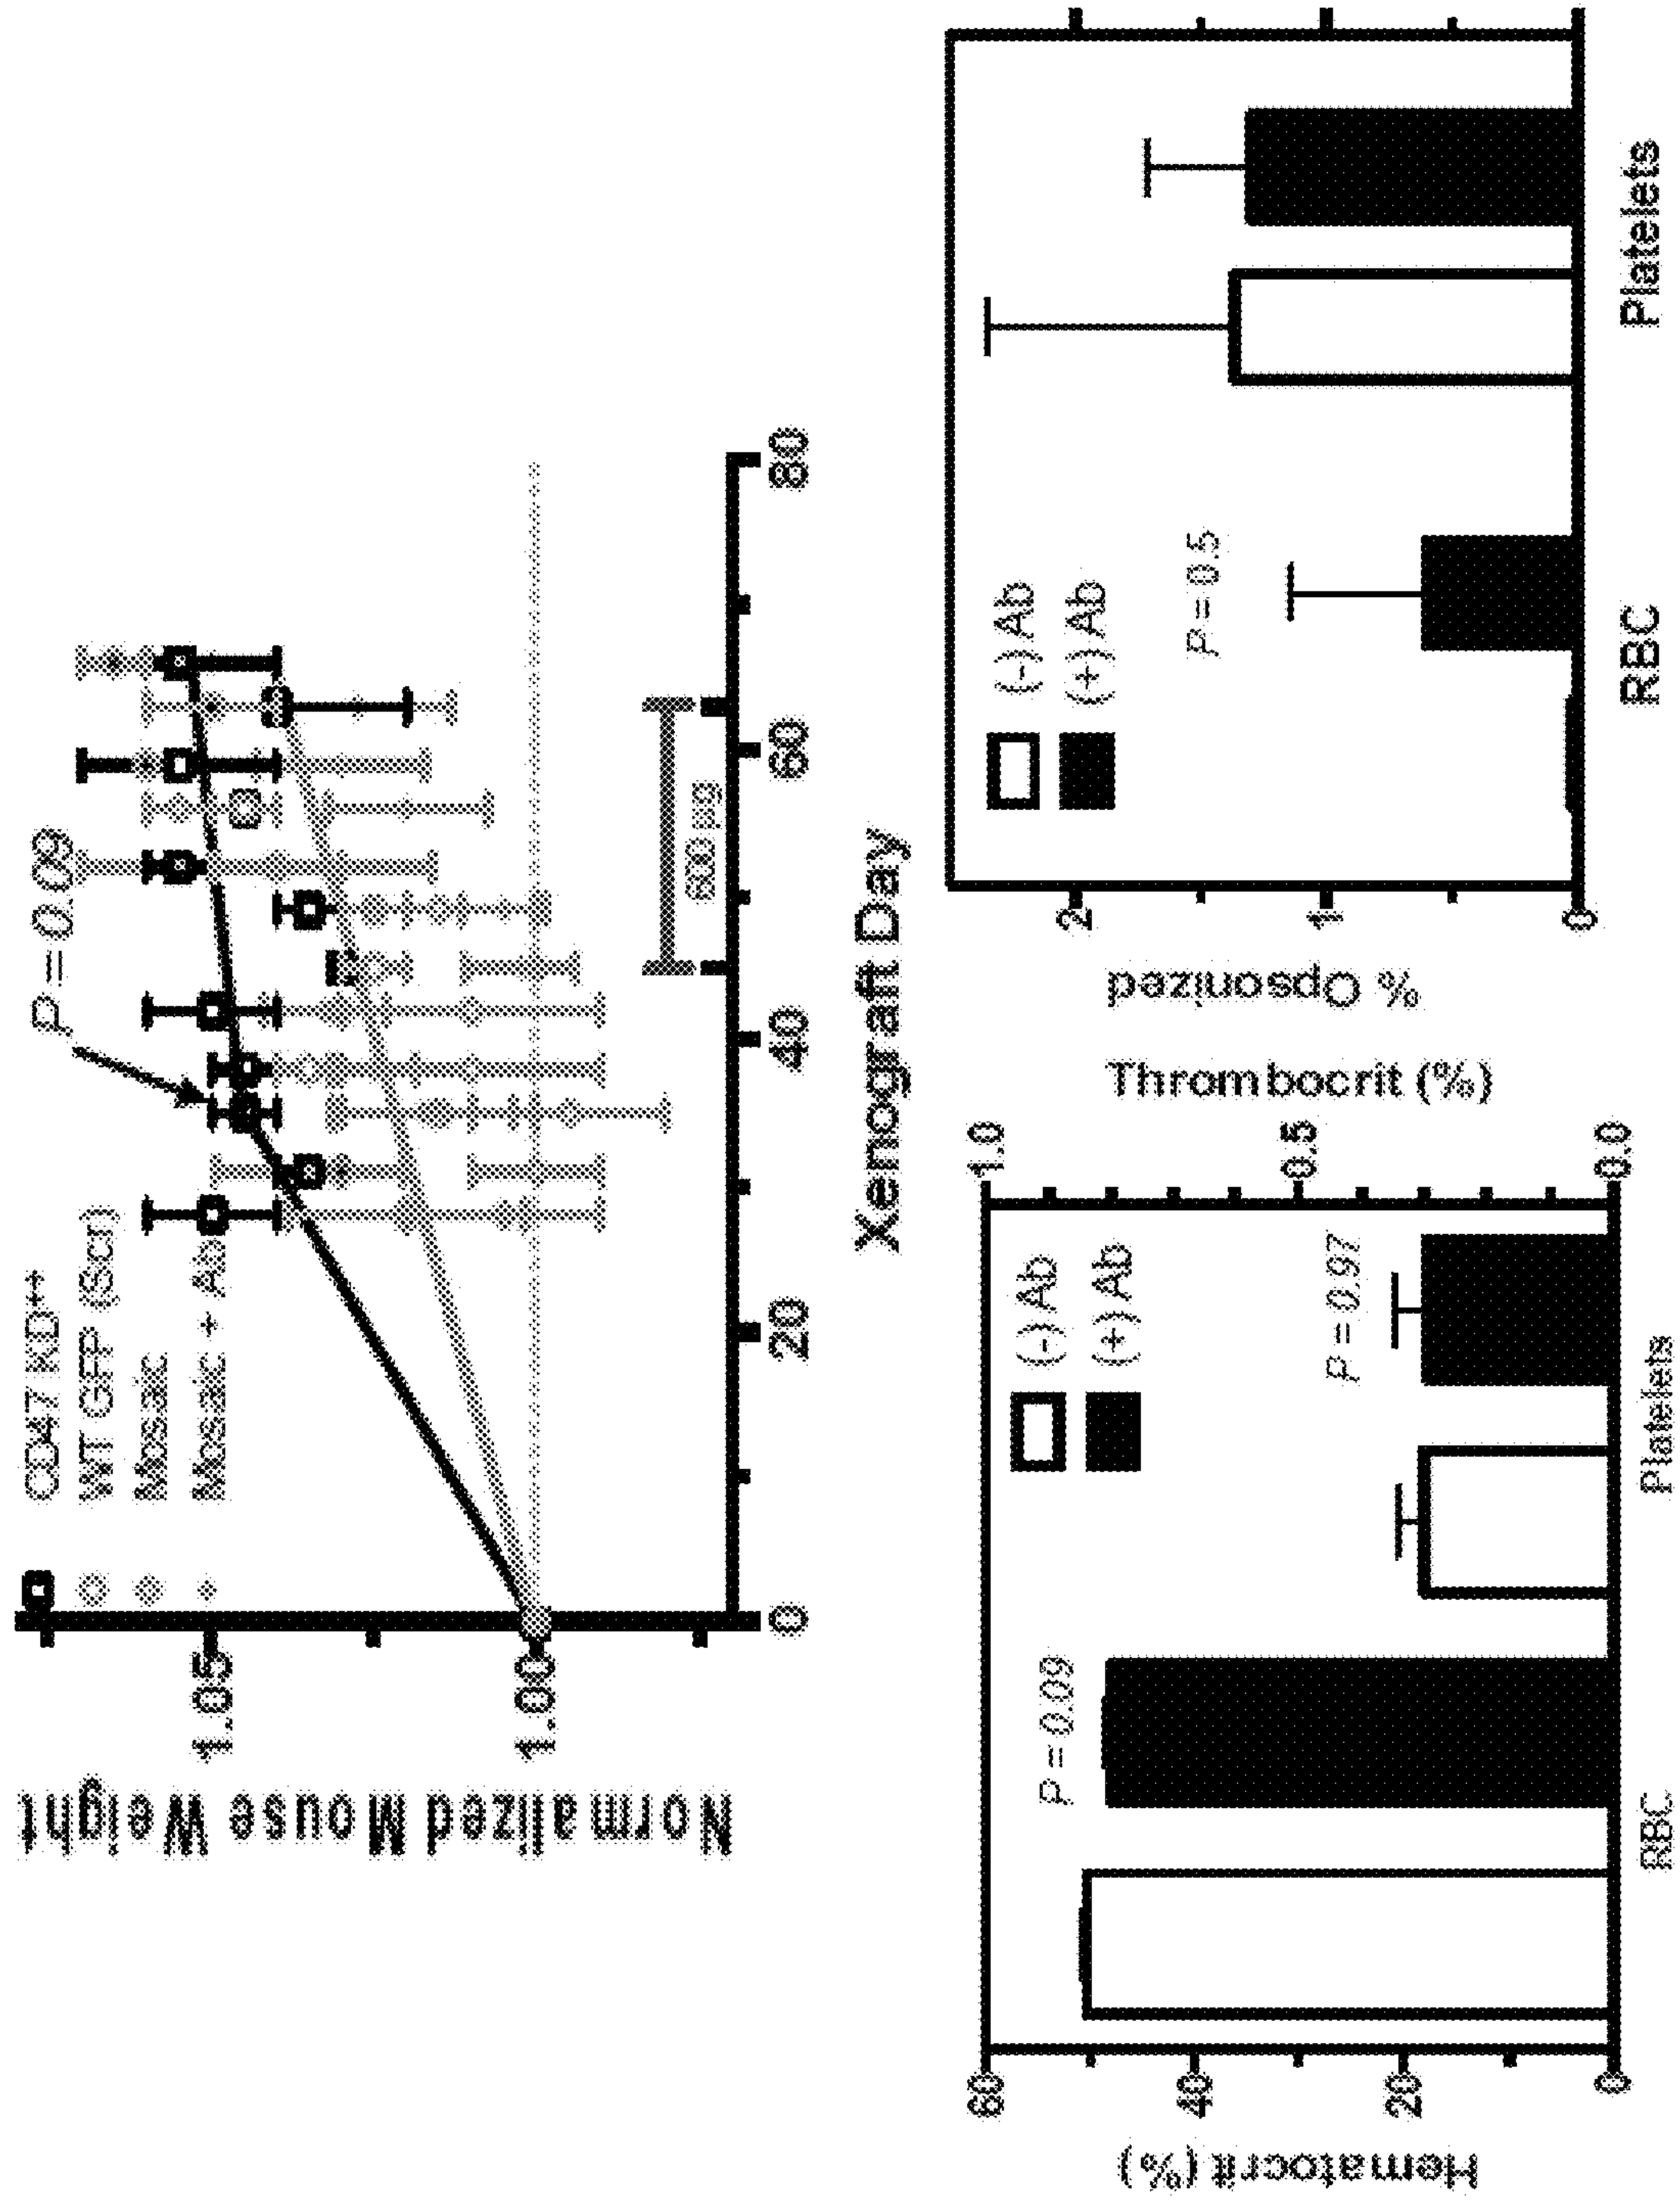 Normalized Mouse Weight
1.05
1.00
CD47 KD++
WT GFP (Scr)
Mosaic
Mosaic + Ab
P = 0.09
600 µg
0
20
40
60
80
Xenograft Day
Hematocrit (%)
60
40
20
0
P = 0.09
(-) Ab
(+) Ab
P = 0.97
RBC
Platelets
1.0
0.5
0.0
Thrombocrit (%)
% Opsonized
2
1
0
(-) Ab
(+) Ab
P = 0.5
RBC
Platelets